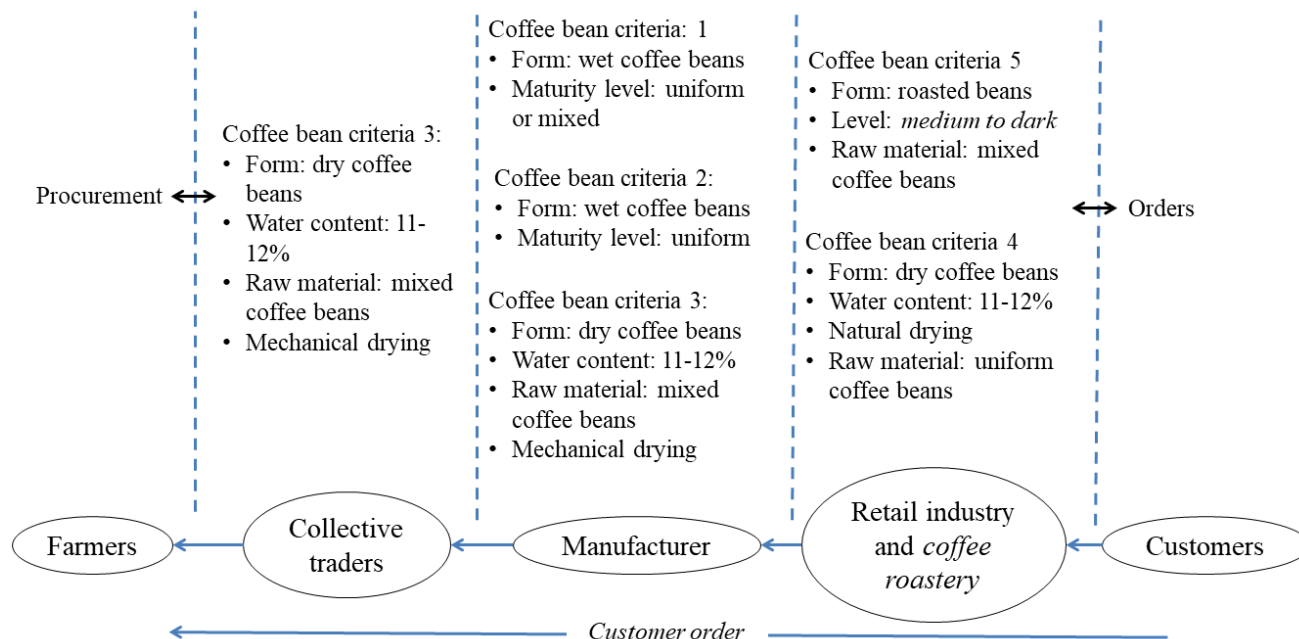 Procurement
Coffee bean criteria 3:
• Form: dry coffee
beans
• Water content: 11-
12%
• Raw material: mixed
coffee beans
• Mechanical drying
Coffee bean criteria: 1
• Form: wet coffee beans
• Maturity level: uniform
or mixed
Coffee bean criteria 2:
• Form: wet coffee beans
• Maturity level: uniform
Coffee bean criteria 3:
• Form: dry coffee beans
• Water content: 11-12%
• Raw material: mixed
coffee beans
• Mechanical drying
Coffee bean criteria 5
• Form: roasted beans
• Level: medium to dark
• Raw material: mixed
coffee beans
Coffee bean criteria 4
• Form: dry coffee beans
• Water content: 11-12%
• Natural drying
• Raw material: uniform
coffee beans
Orders
Farmers
Collective
traders
Manufacturer
Retail industry
and coffee
roastery
Customers
Customer order